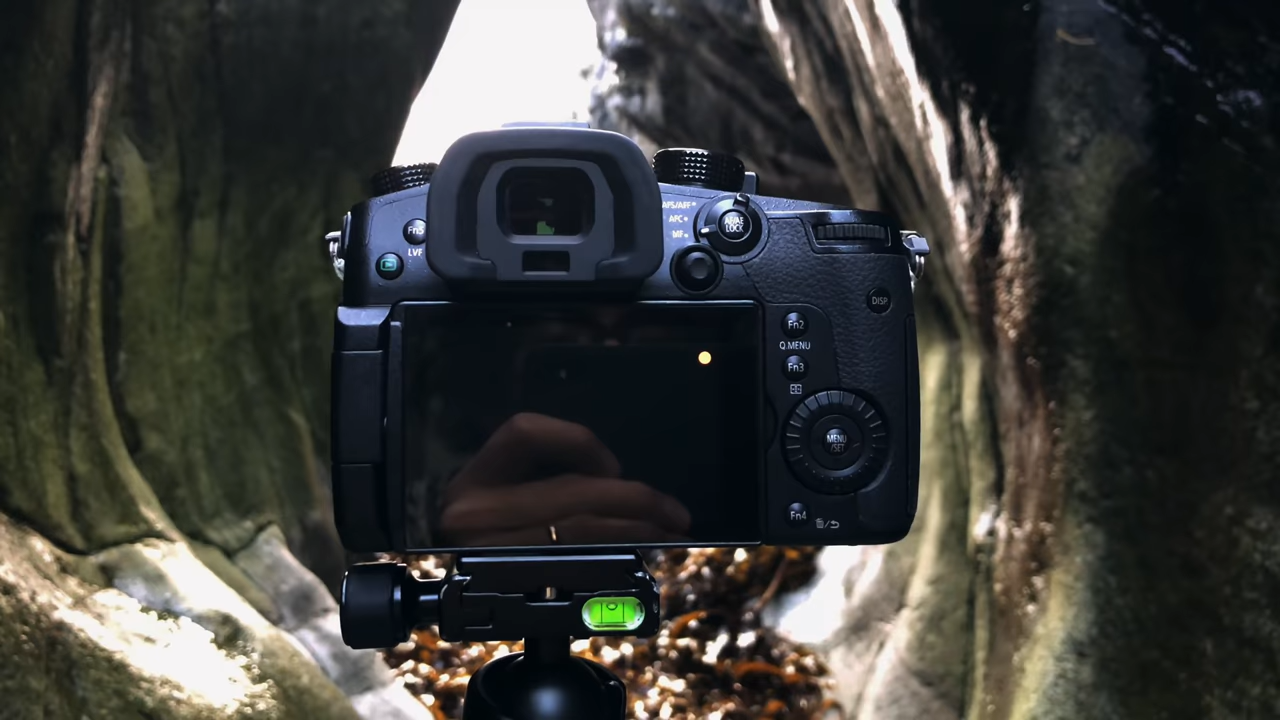 Fn5
LVF
AFS/AFF
AFC
MF
AF/AE
LOCK
DISP.
Fn2
Q.MENU
Fn3
MENU
/SET
Fn4